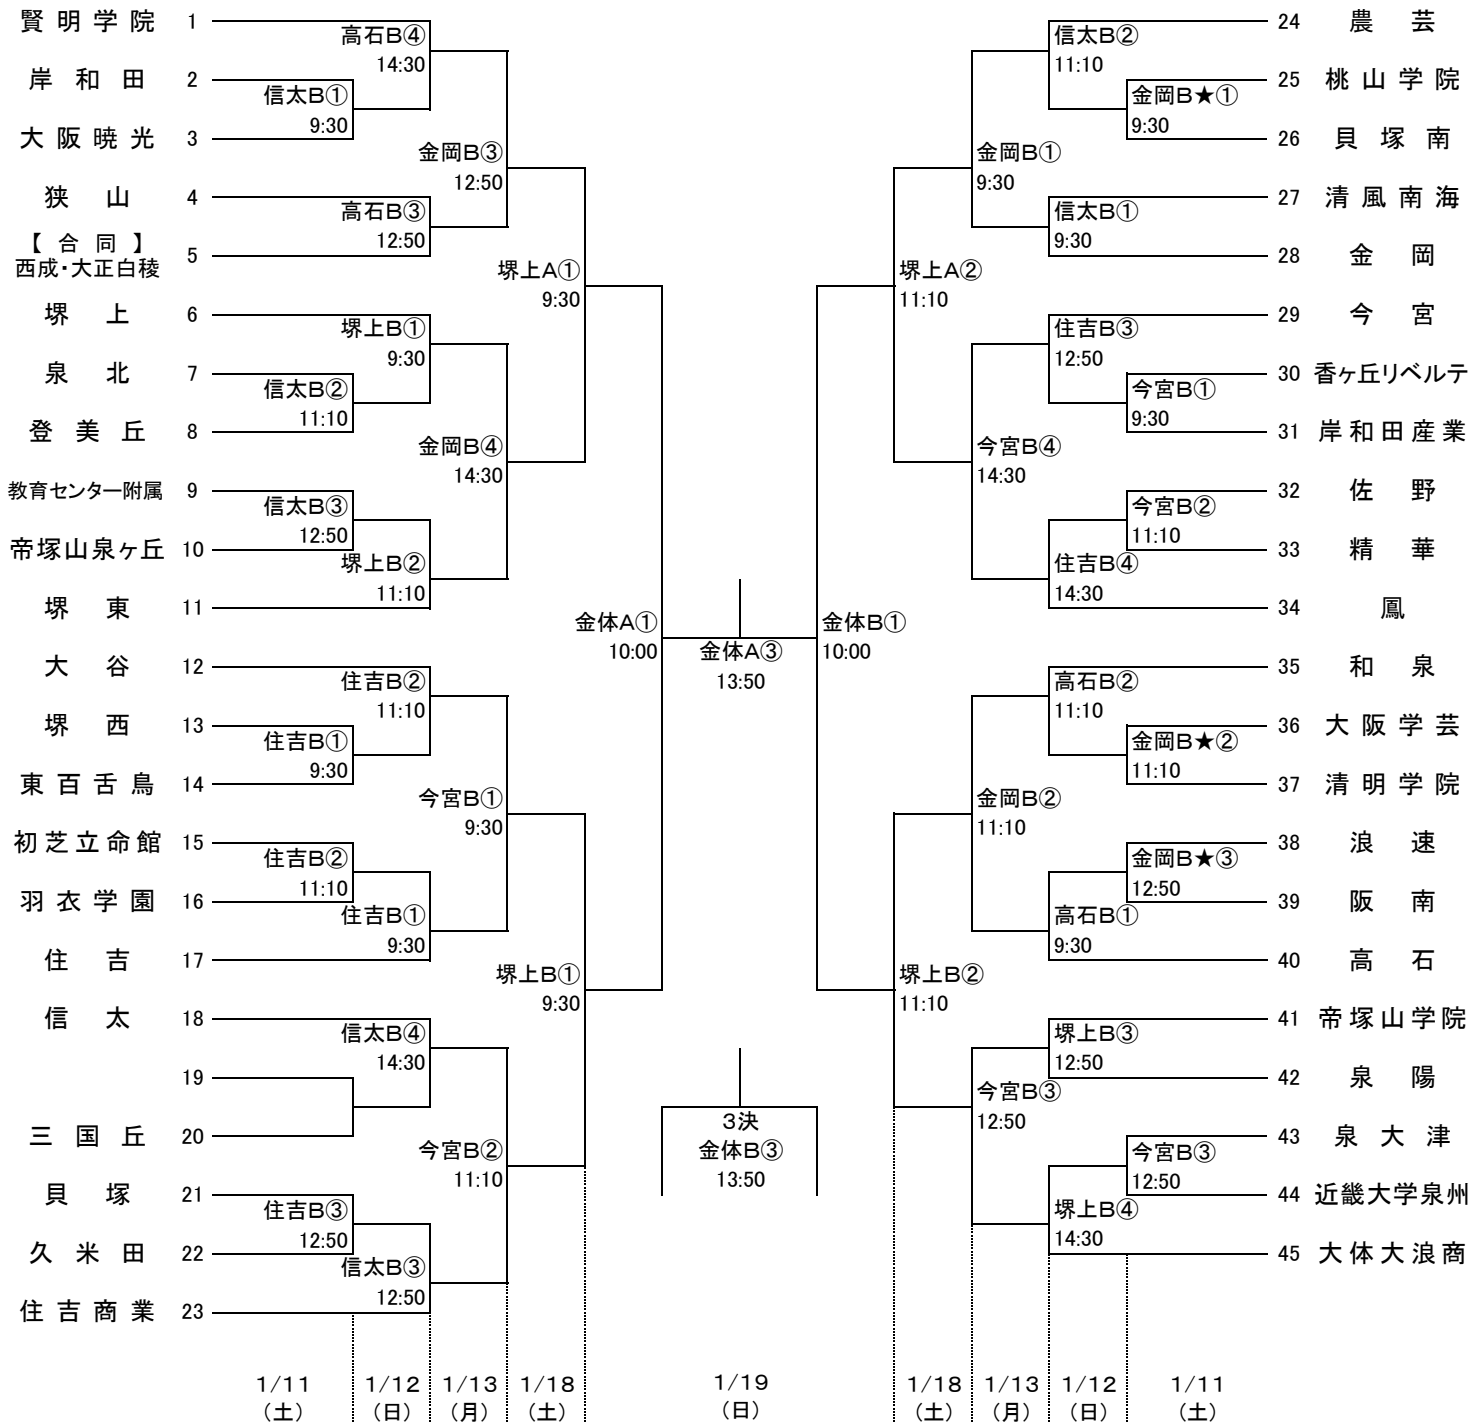 賢明学院 1
高石B④
14:30
岸和田 2
信太B①
9:30
大阪暁光 3
金岡B③
12:50
狭山 4
高石B③
12:50
【合同】
西成・大正白稜 5
堺上A①
9:30
堺上 6
堺上B①
9:30
泉北 7
信太B②
11:10
登美丘 8
金岡B④
14:30
教育センター附属 9
信太B③
12:50
帝塚山泉ヶ丘 10
堺上B②
11:10
堺東 11
金体A①
10:00
大谷 12
住吉B②
11:10
堺西 13
住吉B①
9:30
東百舌鳥 14
今宮B①
9:30
初芝立命館 15
住吉B②
11:10
羽衣学園 16
住吉B①
9:30
住吉 17
堺上B①
9:30
信太 18
信太B④
14:30
19
三国丘 20
今宮B②
11:10
貝塚 21
住吉B③
12:50
久米田 22
信太B③
12:50
住吉商業 23
金体A③
13:50
3決
金体B③
13:50
24 農芸
信太B②
11:10
25 桃山学院
金岡B★①
9:30
26 貝塚南
金岡B①
9:30
27 清風南海
信太B①
9:30
28 金岡
堺上A②
11:10
29 今宮
住吉B③
12:50
30 香ヶ丘リベルテ
今宮B①
9:30
31 岸和田産業
今宮B④
14:30
32 佐野
今宮B②
11:10
33 精華
住吉B④
14:30
34 鳳
金体B①
10:00
35 和泉
高石B②
11:10
36 大阪学芸
金岡B★②
11:10
37 清明学院
金岡B②
11:10
38 浪速
金岡B★③
12:50
39 阪南
高石B①
9:30
40 高石
堺上B②
11:10
41 帝塚山学院
堺上B③
12:50
42 泉陽
今宮B③
12:50
43 泉大津
今宮B③
12:50
44 近畿大学泉州
堺上B④
14:30
45 大体大浪商
1/11 1/12 1/13 1/18 1/19 1/18 1/13 1/12 1/11
(土) (日) (月) (土) (日) (土) (月) (日) (土)